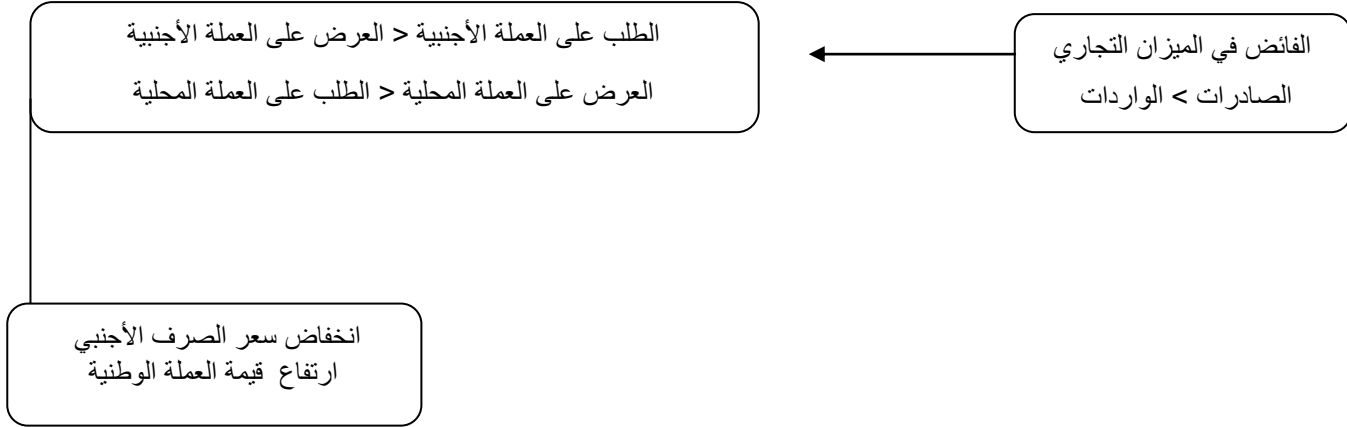 الفائض في الميزان التجاري
الصادرات > الواردات
الطلب على العملة الأجنبية < العرض على العملة الأجنبية
العرض على العملة المحلية < الطلب على العملة المحلية
انخفاض سعر الصرف الأجنبي
ارتفاع قيمة العملة الوطنية